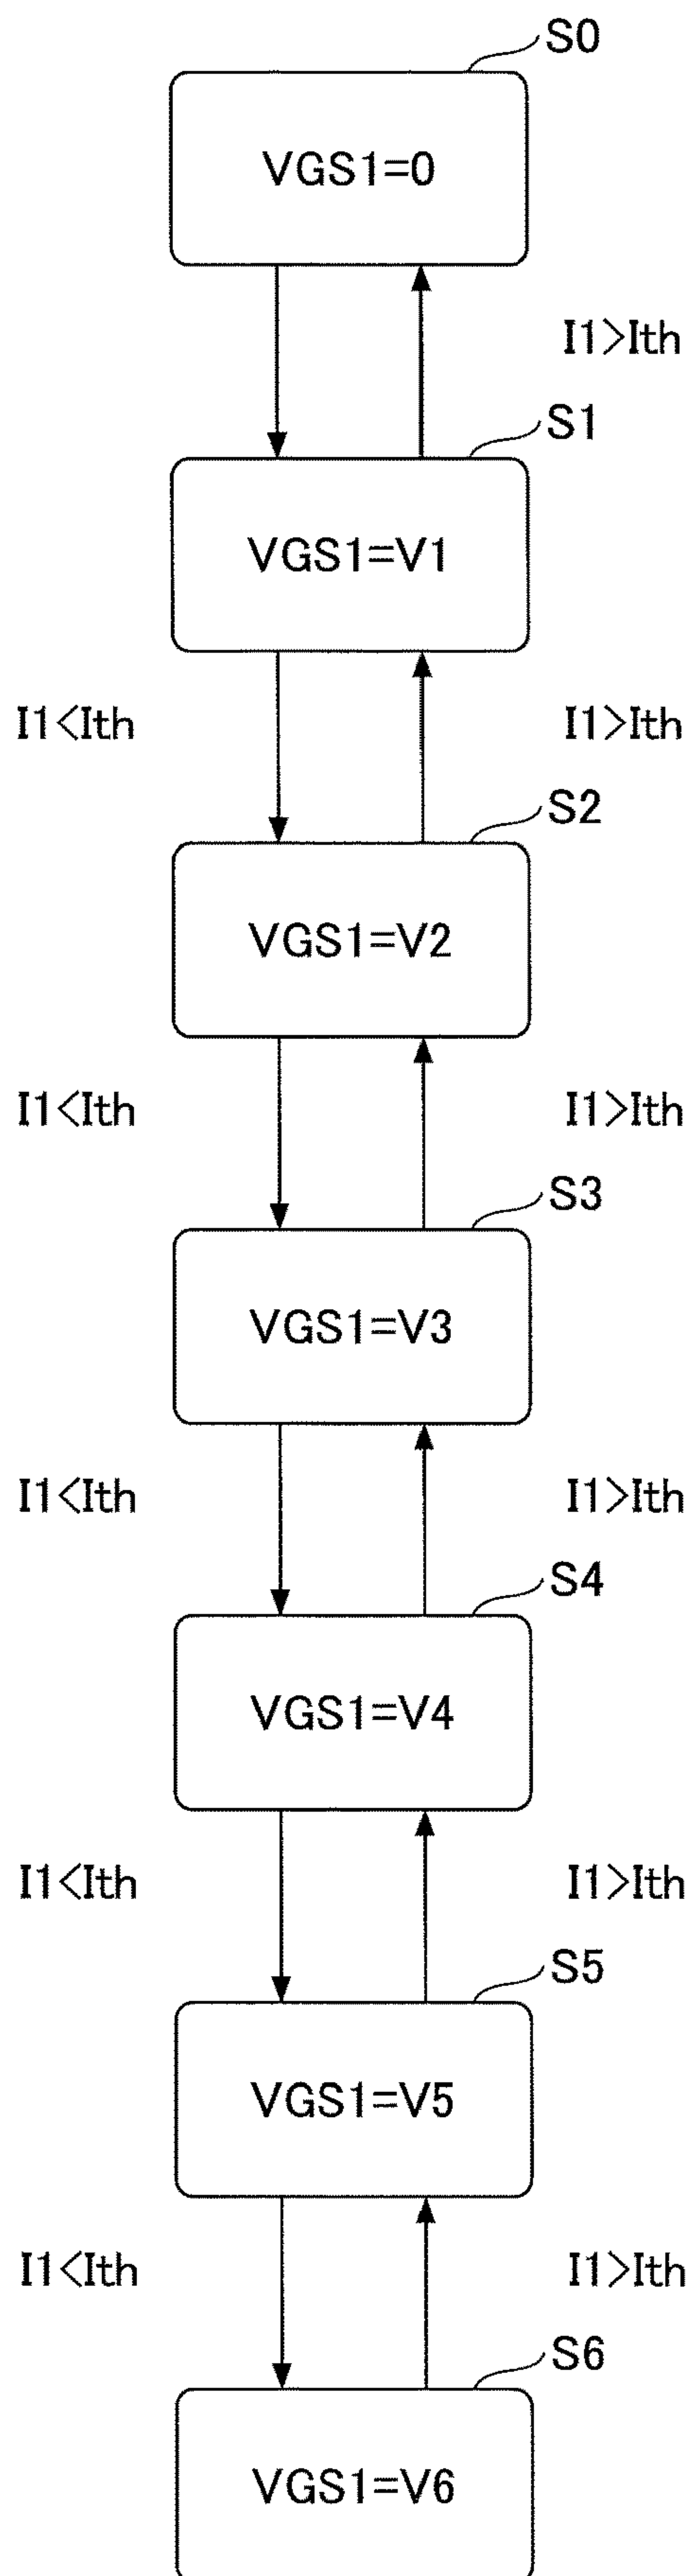 S0
VGS1=0
I1>Ith
S1
VGS1=V1
I1<Ith
I1>Ith
S2
VGS1=V2
I1<Ith
I1>Ith
S3
VGS1=V3
I1<Ith
I1>Ith
S4
VGS1=V4
I1<Ith
I1>Ith
S5
VGS1=V5
I1<Ith
I1>Ith
S6
VGS1=V6